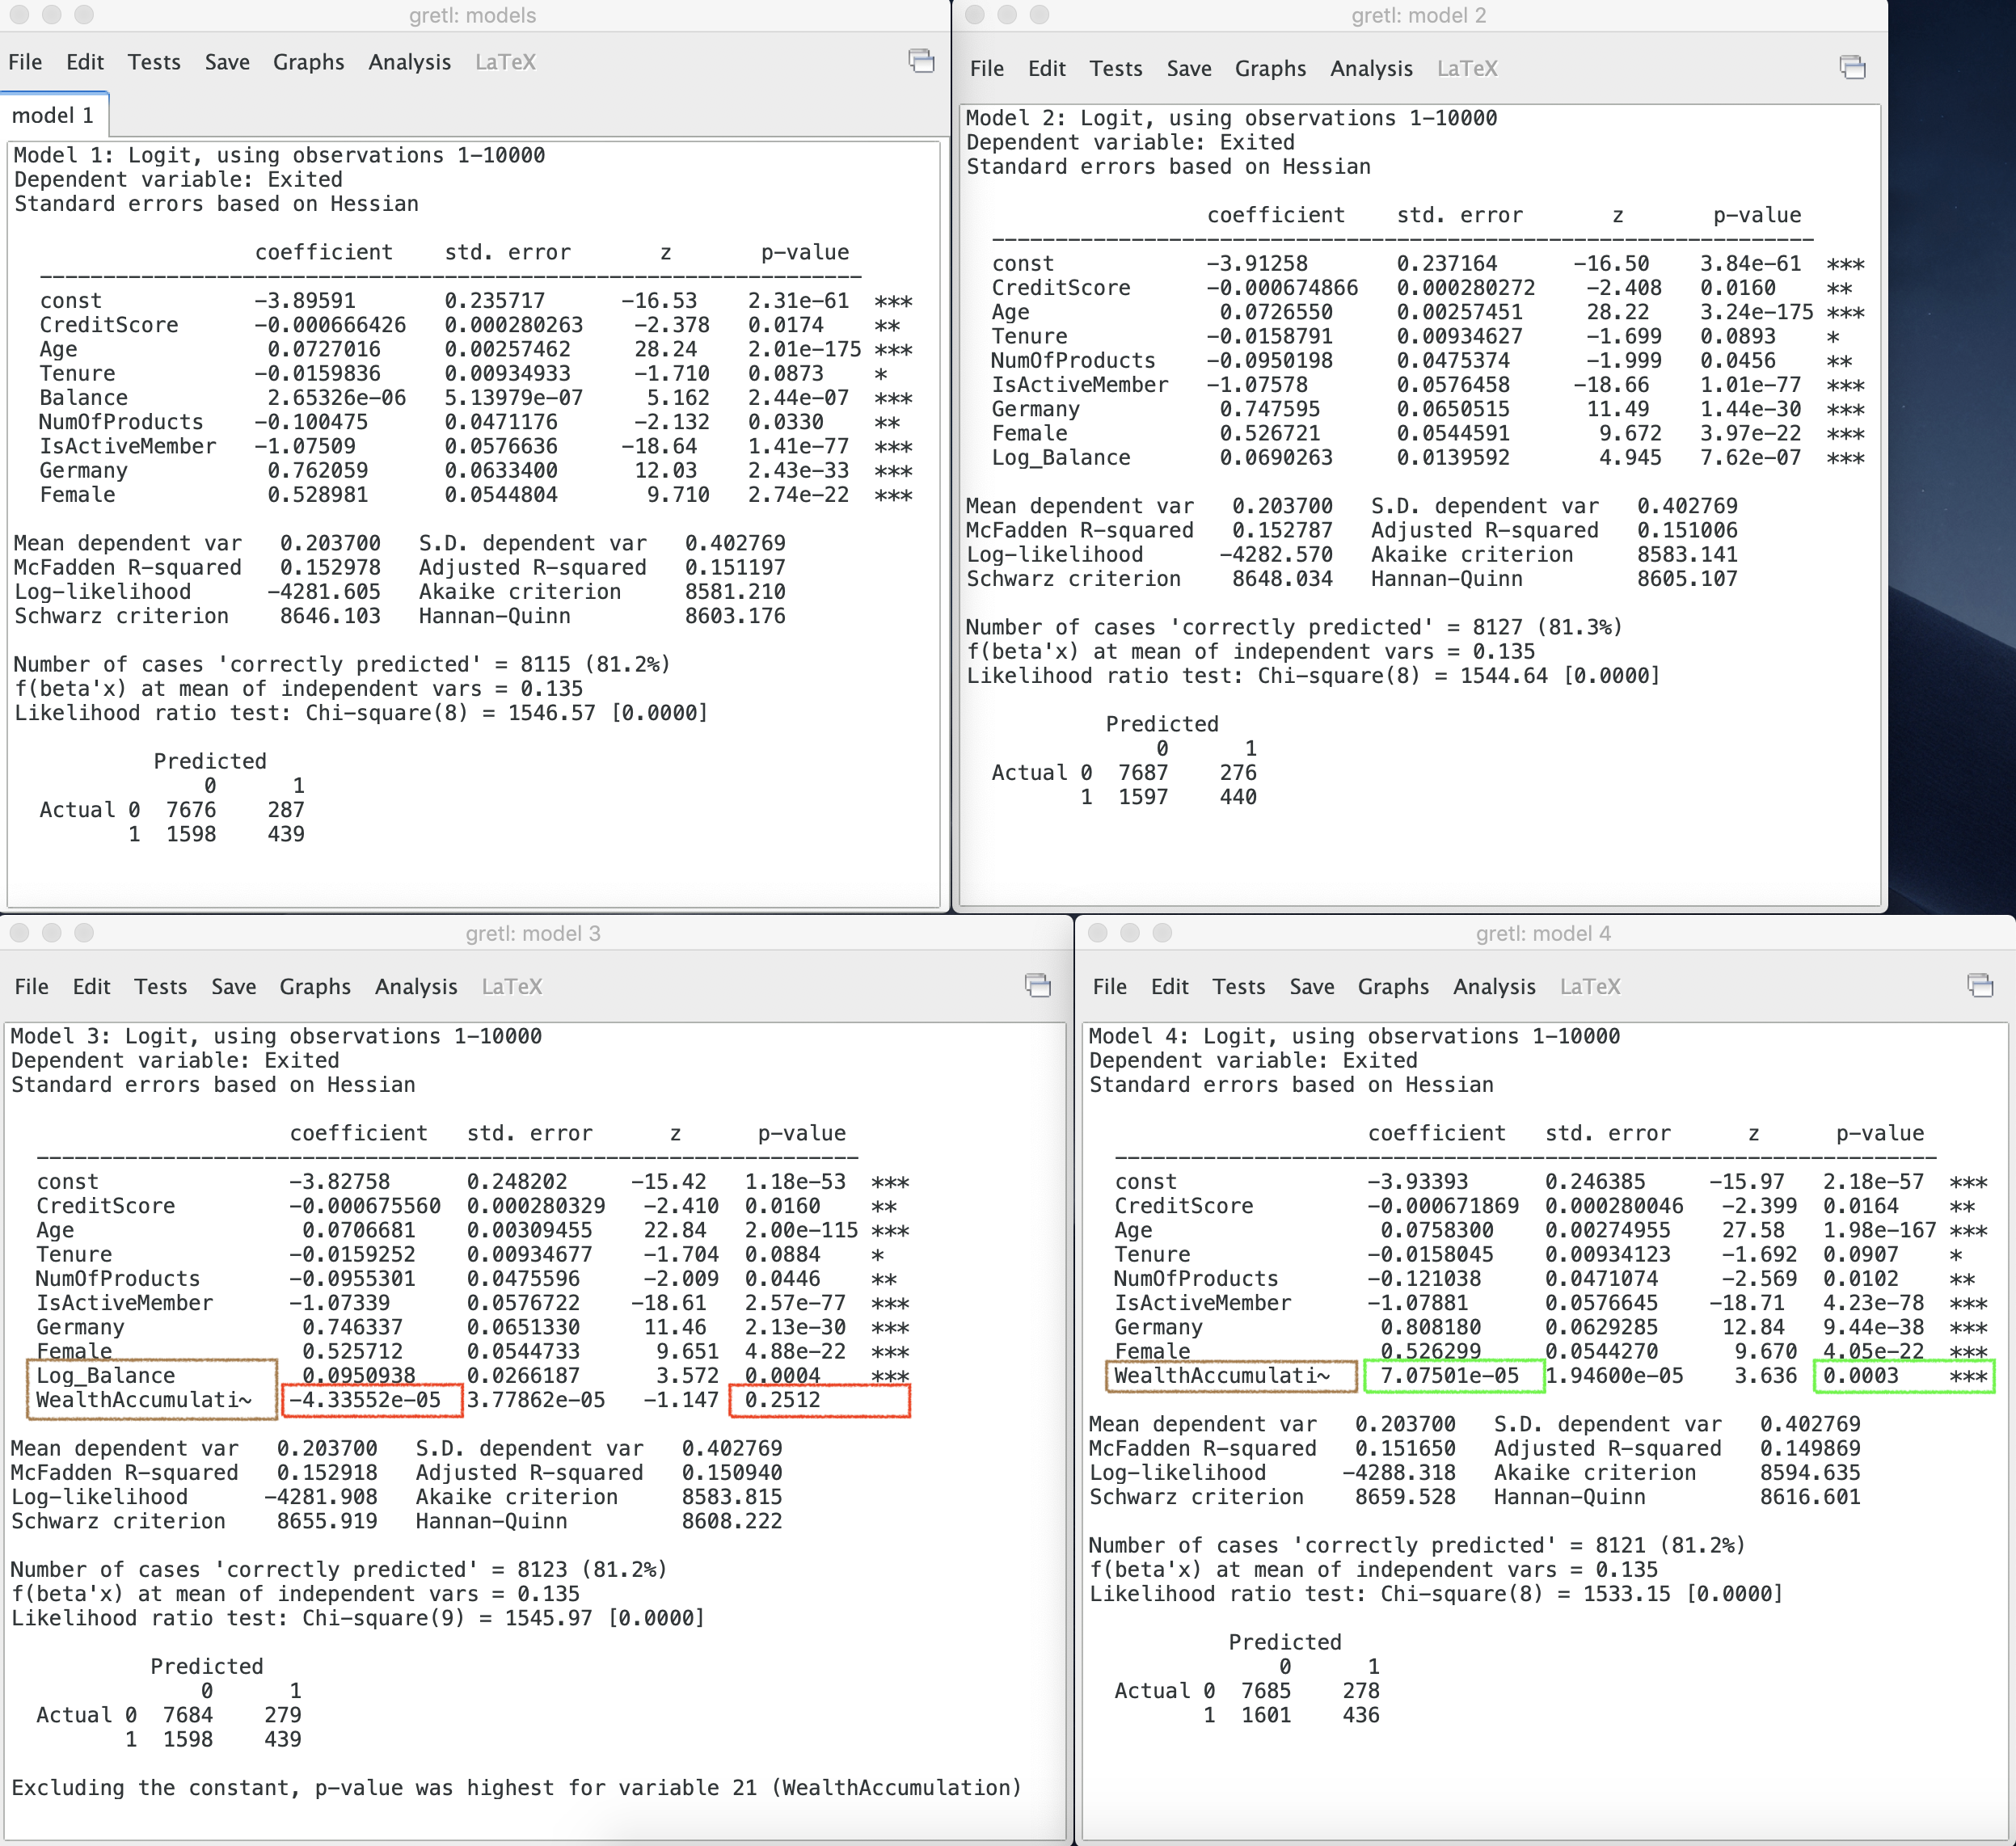 gretl: models
File Edit Tests Save Graphs Analysis LaTeX
model 1
Model 1: Logit, using observations 1-10000
Dependent variable: Exited
Standard errors based on Hessian
coefficient std. error z p-value
const -3.89591 0.235717 -16.53 2.31e-61 ***
CreditScore -0.000666426 0.000280263 -2.378 0.0174 **
Age 0.0727016 0.00257462 28.24 2.01e-175 ***
Tenure -0.0159836 0.00934933 -1.710 0.0873 *
Balance 2.65326e-06 5.13979e-07 5.162 2.44e-07 ***
NumOfProducts -0.100475 0.0471176 -2.132 0.0330 **
IsActiveMember -1.07509 0.0576636 -18.64 1.41e-77 ***
Germany 0.762059 0.0633400 12.03 2.43e-33 ***
Female 0.528981 0.0544804 9.710 2.74e-22 ***
Mean dependent var 0.203700 S.D. dependent var 0.402769
McFadden R-squared 0.152978 Adjusted R-squared 0.151197
Log-likelihood -4281.605 Akaike criterion 8581.210
Schwarz criterion 8646.103 Hannan-Quinn 8603.176
Number of cases 'correctly predicted' = 8115 (81.2%)
f(beta'x) at mean of independent vars = 0.135
Likelihood ratio test: Chi-square(8) = 1546.57 [0.0000]
Predicted
0 1
Actual 0 7676 287
1 1598 439
gretl: model 2
File Edit Tests Save Graphs Analysis LaTeX
Model 2: Logit, using observations 1-10000
Dependent variable: Exited
Standard errors based on Hessian
coefficient std. error z p-value
const -3.91258 0.237164 -16.50 3.84e-61 ***
CreditScore -0.000674866 0.000280272 -2.408 0.0160 **
Age 0.0726550 0.00257451 28.22 3.24e-175 ***
Tenure -0.0158791 0.00934627 -1.699 0.0893 *
NumOfProducts -0.0950198 0.0475374 -1.999 0.0456 **
IsActiveMember -1.07578 0.0576458 -18.66 1.01e-77 ***
Germany 0.747595 0.0650515 11.49 1.44e-30 ***
Female 0.526721 0.0544591 9.672 3.97e-22 ***
Log_Balance 0.0690263 0.0139592 4.945 7.62e-07 ***
Mean dependent var 0.203700 S.D. dependent var 0.402769
McFadden R-squared 0.152787 Adjusted R-squared 0.151006
Log-likelihood -4282.570 Akaike criterion 8583.141
Schwarz criterion 8648.034 Hannan-Quinn 8605.107
Number of cases 'correctly predicted' = 8127 (81.3%)
f(beta'x) at mean of independent vars = 0.135
Likelihood ratio test: Chi-square(8) = 1544.64 [0.0000]
Predicted
0 1
Actual 0 7687 276
1 1597 440
gretl: model 3
File Edit Tests Save Graphs Analysis LaTeX
Model 3: Logit, using observations 1-10000
Dependent variable: Exited
Standard errors based on Hessian
coefficient std. error z p-value
const -3.82758 0.248202 -15.42 1.18e-53 ***
CreditScore -0.000675560 0.000280329 -2.410 0.0160 **
Age 0.0706681 0.00309455 22.84 2.00e-115 ***
Tenure -0.0159252 0.00934677 -1.704 0.0884 *
NumOfProducts -0.0955301 0.0475596 -2.009 0.0446 **
IsActiveMember -1.07339 0.0576722 -18.61 2.57e-77 ***
Germany 0.746337 0.0651330 11.46 2.13e-30 ***
Female 0.525712 0.0544733 9.651 4.88e-22 ***
Log_Balance 0.0950938 0.0266187 3.572 0.0004 ***
WealthAccumulati~ -4.33552e-05 3.77862e-05 -1.147 0.2512
Mean dependent var 0.203700 S.D. dependent var 0.402769
McFadden R-squared 0.152918 Adjusted R-squared 0.150940
Log-likelihood -4281.908 Akaike criterion 8583.815
Schwarz criterion 8655.919 Hannan-Quinn 8608.222
Number of cases 'correctly predicted' = 8123 (81.2%)
f(beta'x) at mean of independent vars = 0.135
Likelihood ratio test: Chi-square(9) = 1545.97 [0.0000]
Predicted
0 1
Actual 0 7684 279
1 1598 439
Excluding the constant, p-value was highest for variable 21 (WealthAccumulation)
gretl: model 4
File Edit Tests Save Graphs Analysis LaTeX
Model 4: Logit, using observations 1-10000
Dependent variable: Exited
Standard errors based on Hessian
coefficient std. error z p-value
const -3.93393 0.246385 -15.97 2.18e-57 ***
CreditScore -0.000671869 0.000280046 -2.399 0.0164 **
Age 0.0758300 0.00274955 27.58 1.98e-167 ***
Tenure -0.0158045 0.00934123 -1.692 0.0907 *
NumOfProducts -0.121038 0.0471074 -2.569 0.0102 **
IsActiveMember -1.07881 0.0576645 -18.71 4.23e-78 ***
Germany 0.808180 0.0629285 12.84 9.44e-38 ***
Female 0.526299 0.0544270 9.670 4.05e-22 ***
WealthAccumulati~ 7.07501e-05 1.94600e-05 3.636 0.0003 ***
Mean dependent var 0.203700 S.D. dependent var 0.402769
McFadden R-squared 0.151650 Adjusted R-squared 0.149869
Log-likelihood -4288.318 Akaike criterion 8594.635
Schwarz criterion 8659.528 Hannan-Quinn 8616.601
Number of cases 'correctly predicted' = 8121 (81.2%)
f(beta'x) at mean of independent vars = 0.135
Likelihood ratio test: Chi-square(8) = 1533.15 [0.0000]
Predicted
0 1
Actual 0 7685 278
1 1601 436